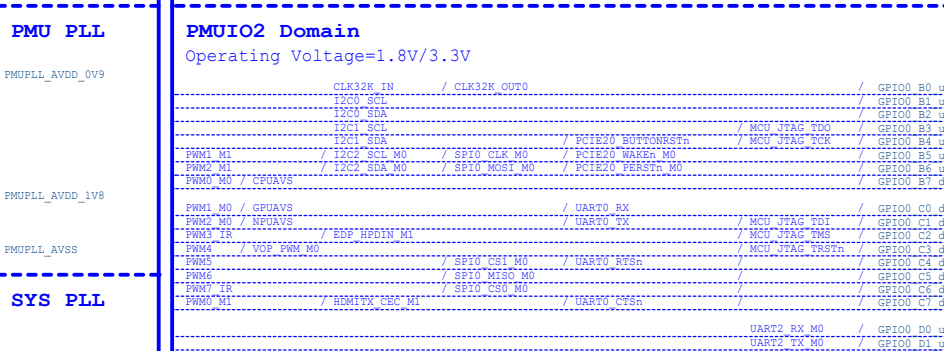 PMU PLL
PMUPLL_AVDD_0V9
PMUPLL_AVDD_1V8
PMUPLL_AVSS
SYS PLL
PMUIO2 Domain
Operating Voltage=1.8V/3.3V
CLK32K_IN / CLK32K_OUT0 / GPIO0_B0_u
I2C0_SCL / GPIO0_B1_u
I2C0_SDA / GPIO0_B2_u
I2C1_SCL / MCU_JTAG_TDO / GPIO0_B3_u
I2C1_SDA / PCIE20_BUTTONRSTn / MCU_JTAG_TCK / GPIO0_B4_u
PWM1_M1 / I2C2_SCL_M0 / SPI0_CLK_M0 / PCIE20_WAKEn_M0 / GPIO0_B5_u
PWM2_M1 / I2C2_SDA_M0 / SPI0_MOSI_M0 / PCIE20_PERSTn_M0 / GPIO0_B6_u
PWM0_M0 / CPUAVS / GPIO0_B7_d
PWM1_M0 / GPUAVS / UART0_RX / GPIO0_C0_d
PWM2_M0 / NPUAVS / UART0_TX / MCU_JTAG_TDI / GPIO0_C1_d
PWM3_IR / EDP_HPDIN_M1 / MCU_JTAG_TMS / GPIO0_C2_d
PWM4 / VOP_PWM_M0 / MCU_JTAG_TRSTn / GPIO0_C3_d
PWM5 / SPI0_CS1_M0 / UART0_RTSn / / GPIO0_C4_d
PWM6 / SPI0_MISO_M0 / / GPIO0_C5_d
PWM7_IR / SPI0_CS0_M0 / / GPIO0_C6_d
PWM0_M1 / HDMITX_CEC_M1 / UART0_CTSn / / GPIO0_C7_d
UART2_RX_M0 / GPIO0_D0_u
UART2_TX_M0 / GPIO0_D1_u